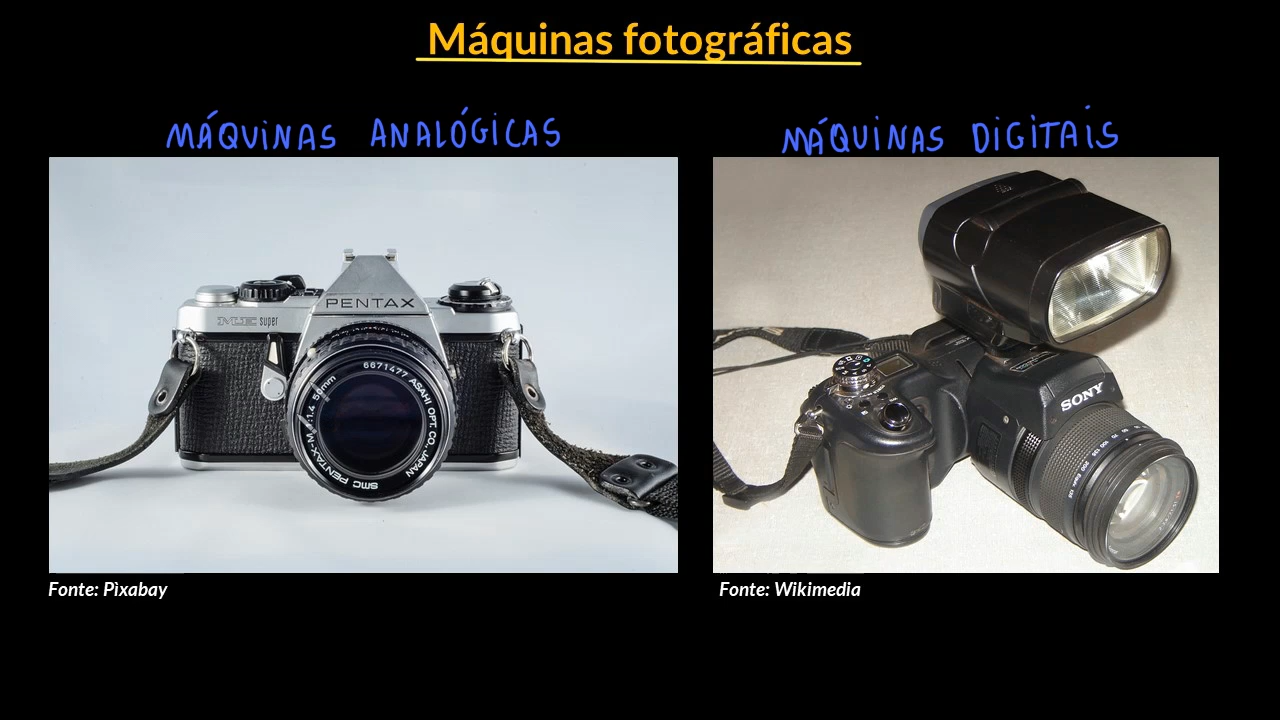 Máquinas fotográficas
MÁQUINAS ANALÓGICAS
MÁQUINAS DIGITAIS
PENTAX
ME super
6671477 ASAHI OPT. CO., JAPAN
SMC PENTAX-M 1:1.4 50mm
SONY
Fonte: Pixabay
Fonte: Wikimedia